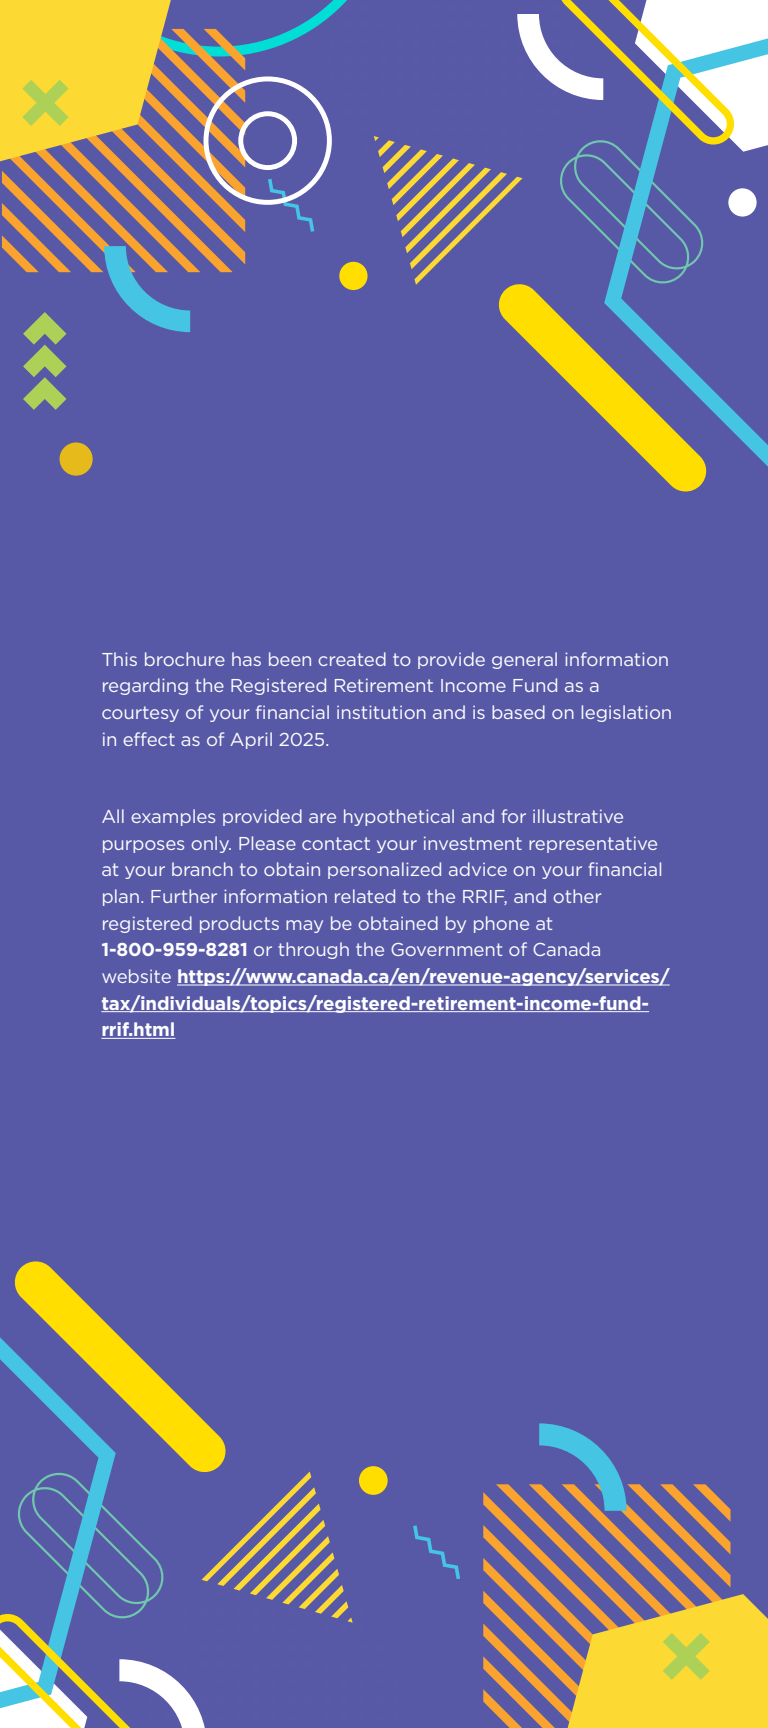 This brochure has been created to provide general information
regarding the Registered Retirement Income Fund as a
courtesy of your financial institution and is based on legislation
in effect as of April 2025.
All examples provided are hypothetical and for illustrative
purposes only. Please contact your investment representative
at your branch to obtain personalized advice on your financial
plan. Further information related to the RRIF, and other
registered products may be obtained by phone at
1-800-959-8281 or through the Government of Canada
website https://www.canada.ca/en/revenue-agency/services/
tax/individuals/topics/registered-retirement-income-fund-
rrif.html